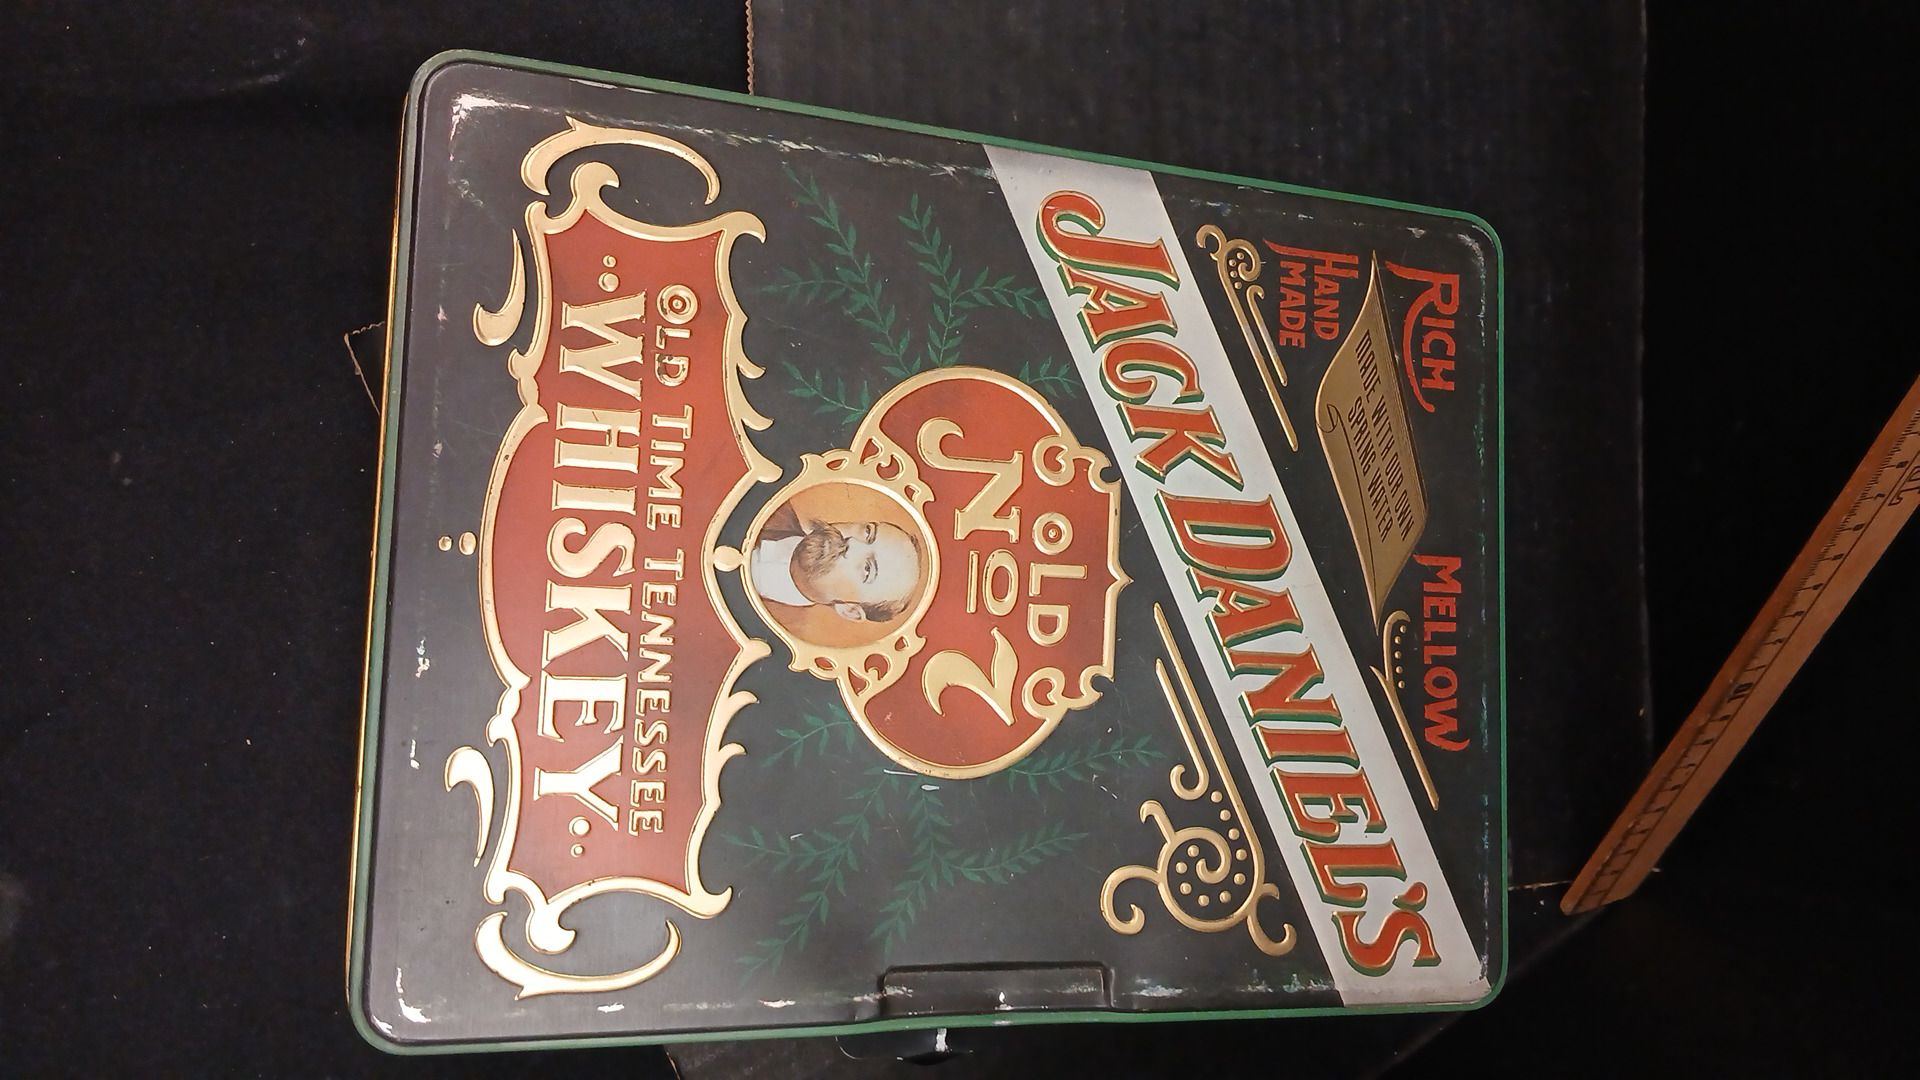 RICH
MELLOW
HAND
MADE
MADE WITH OUR OWN
SPRING WATER
JACK DANIEL'S
OLD
No 7
OLD TIME TENNESSEE
WHISKEY